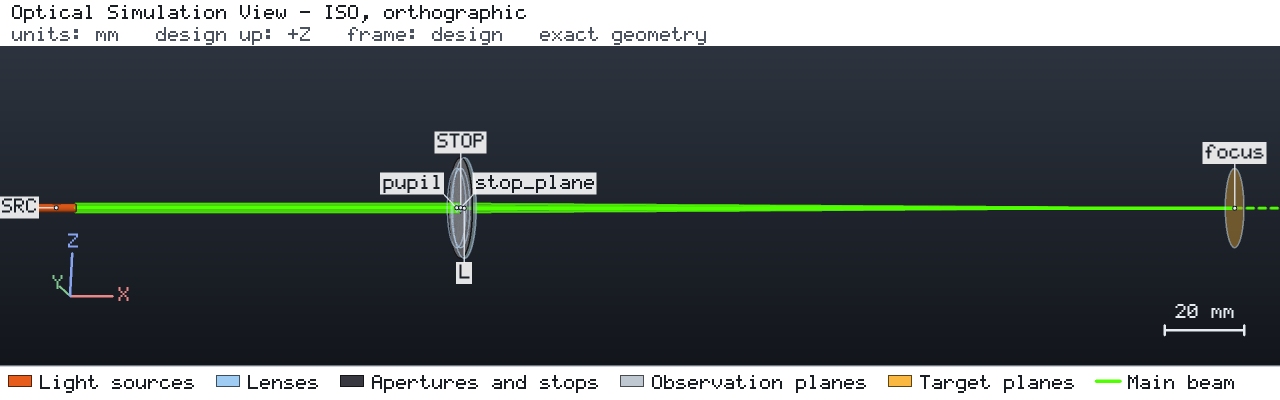 Optical Simulation View - ISO, orthographic
units: mm   design up: +Z   frame: design   exact geometry
STOP
focus
pupil
stop_plane
SRC
Z
L
Y
X
20 mm
Light sources
Lenses
Apertures and stops
Observation planes
Target planes
Main beam